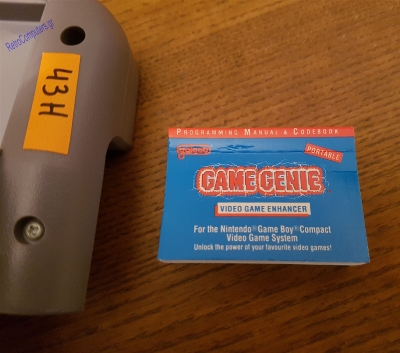 RetroComputers.gr
43H
PROGRAMMING MANUAL & CODEBOOK
galoob
PORTABLE
GAME GENIE
VIDEO GAME ENHANCER
For the Nintendo® Game Boy® Compact
Video Game System
Unlock the power of your favourite video games!